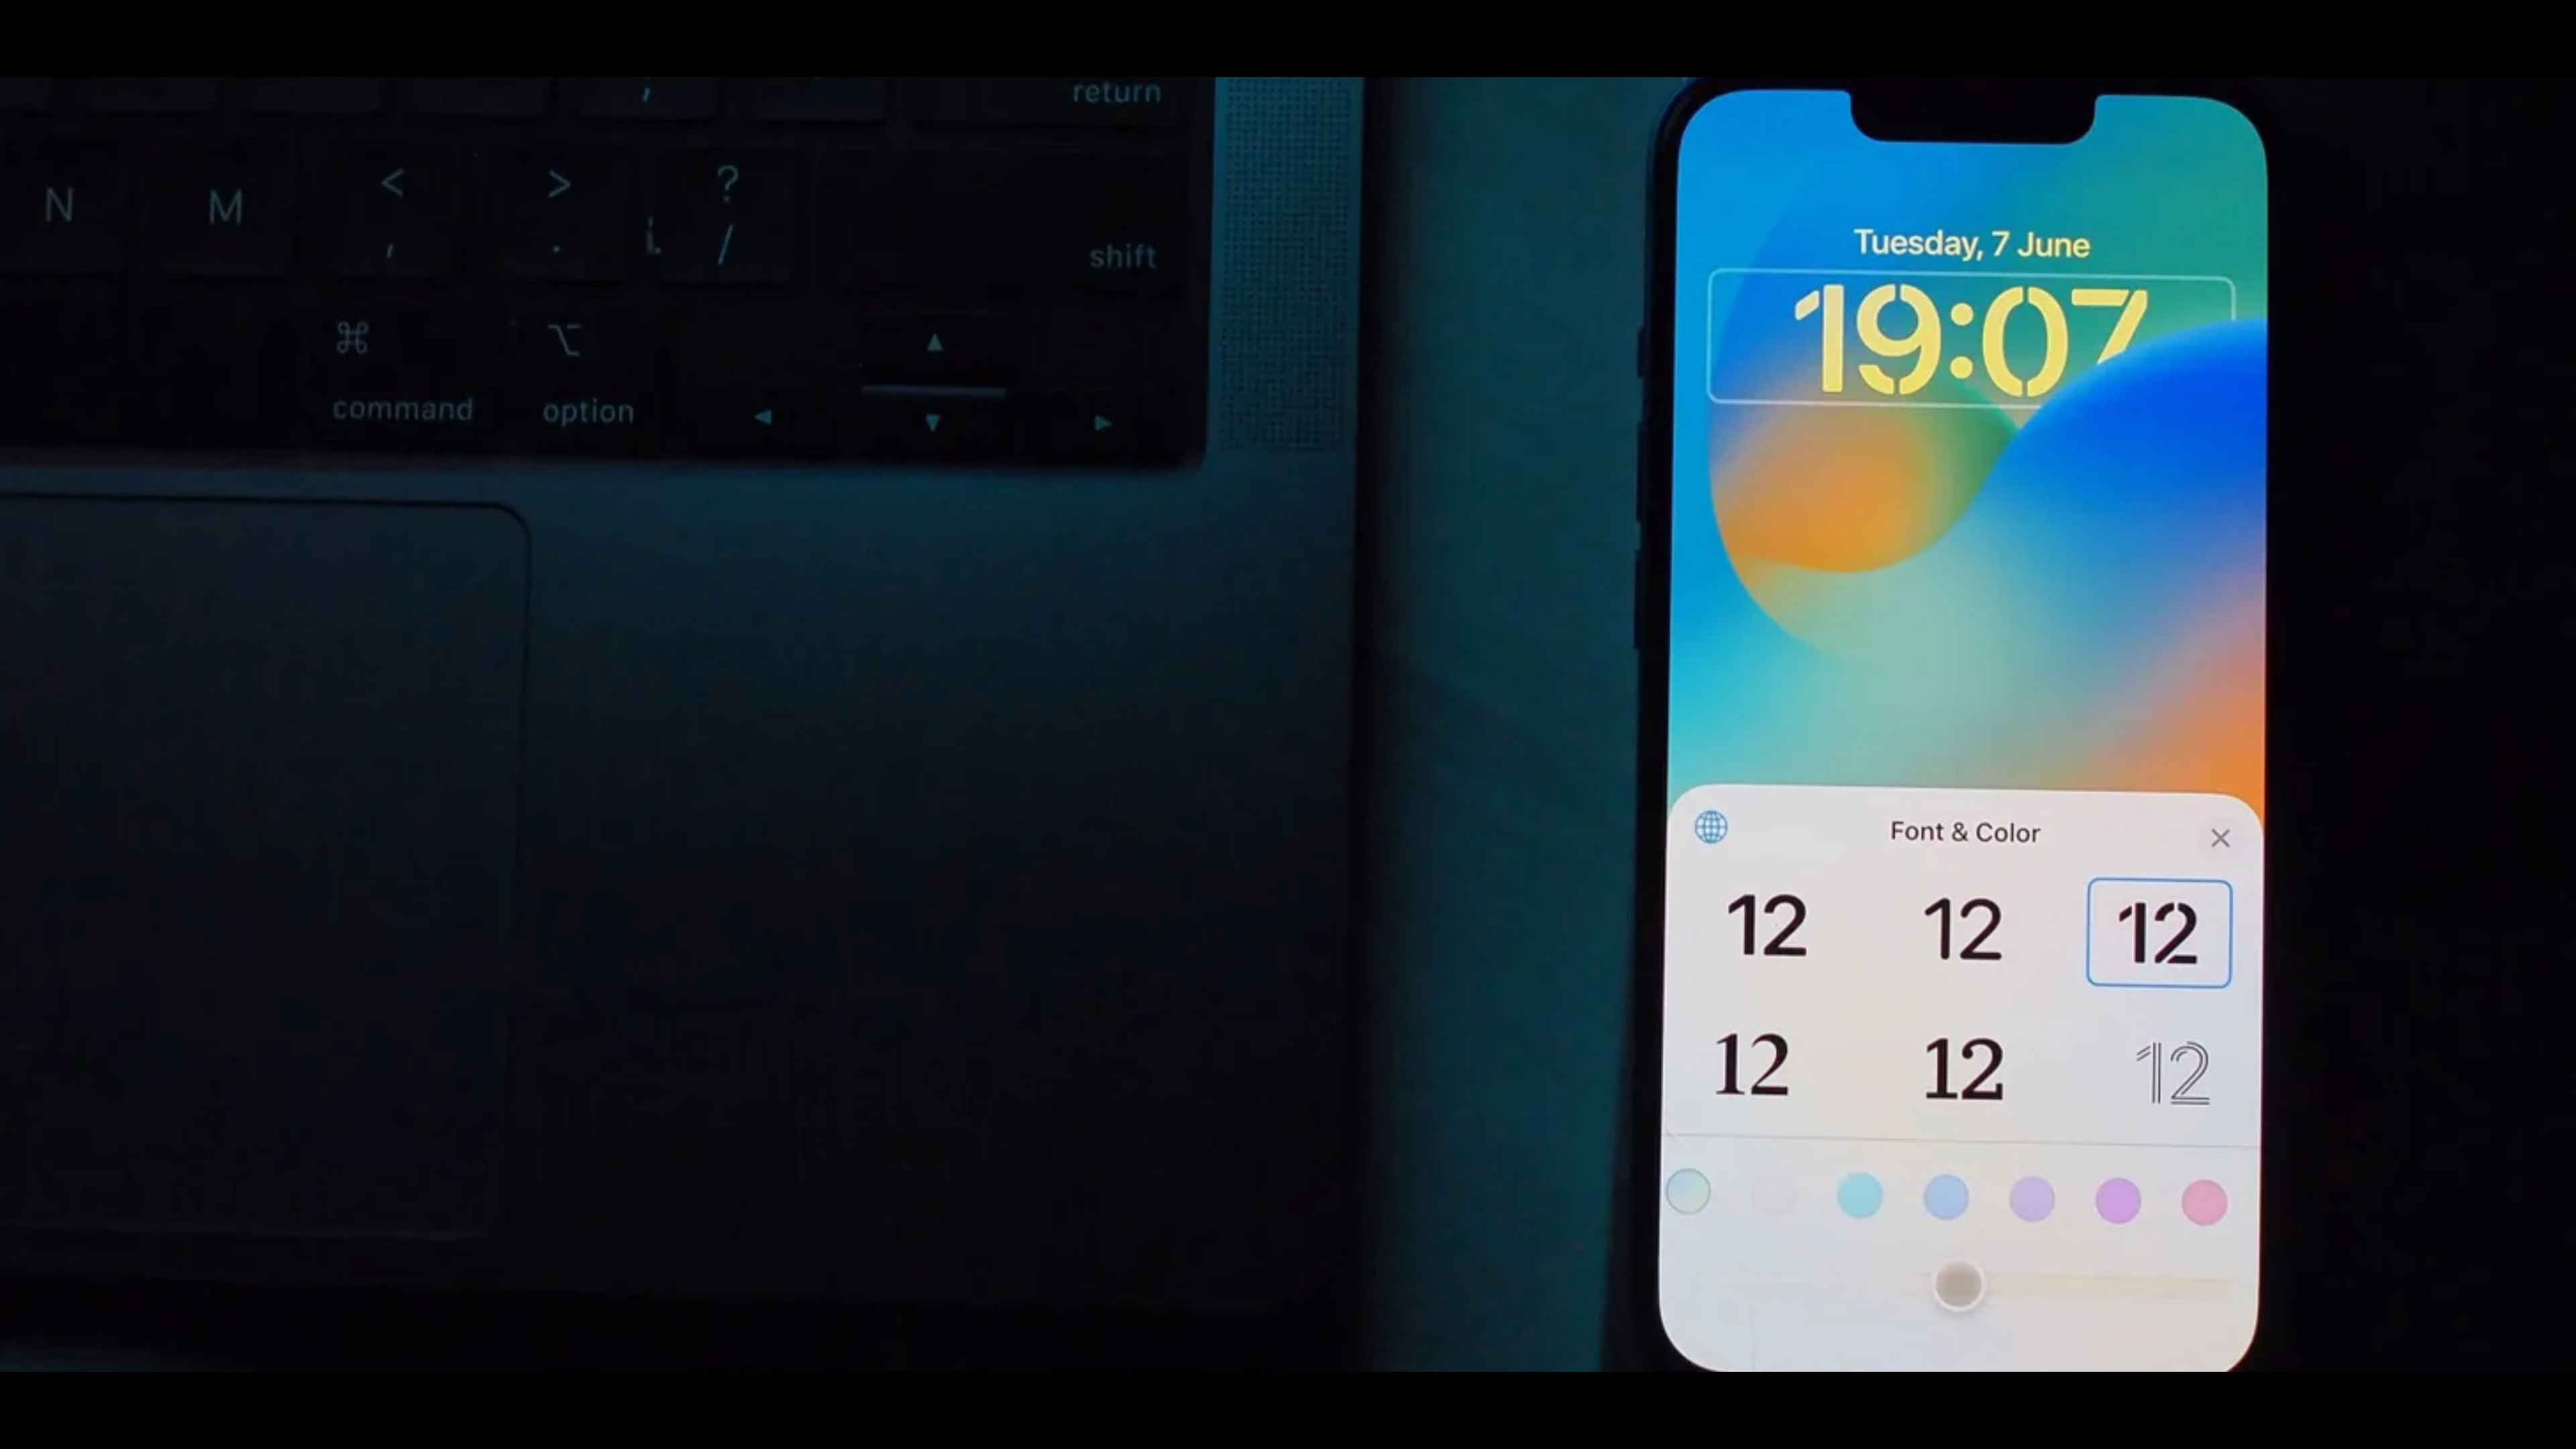 return
N
M
<
,
>
.
?
/
shift
⌘
command
⌥
option
Tuesday, 7 June
19:07
Font & Color
12
12
12
12
12
12